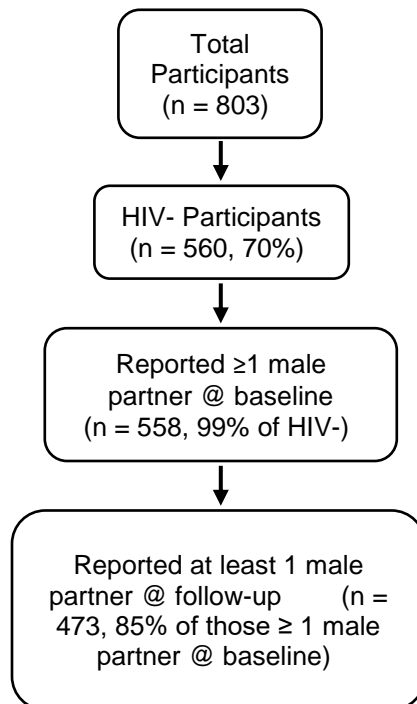 Total
Participants
(n = 803)
HIV- Participants
(n = 560, 70%)
Reported ≥1 male
partner @ baseline
(n = 558, 99% of HIV-)
Reported at least 1 male
partner @ follow-up (n =
473, 85% of those ≥ 1 male
partner @ baseline)